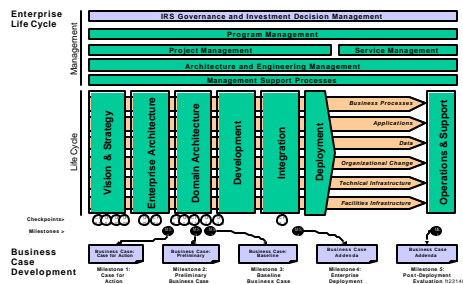 Enterprise
Life Cycle
Management
IRS Governance and Investment Decision Management
Program Management
Project Management
Service Management
Architecture and Engineering Management
Management Support Processes
Life Cycle
Vision & Strategy
Enterprise Architecture
Domain Architecture
Development
Integration
Deployment
Business Processes
Applications
Data
Organizational Change
Technical Infrastructure
Facilities Infrastructure
Operations & Support
Checkpoints>
Milestones >
Business
Case
Development
Business Case:
Case for Action
Business Case:
Preliminary
Business Case:
Baseline
Business Case
Addenda
Business Case
Addenda
Milestone 1:
Case for
Action
Milestone 2:
Preliminary
Business Case
Milestone 3:
Baseline
Business Case
Milestone 4:
Enterprise
Deployment
Milestone 5:
Post-Deployment
Evaluation f12314i